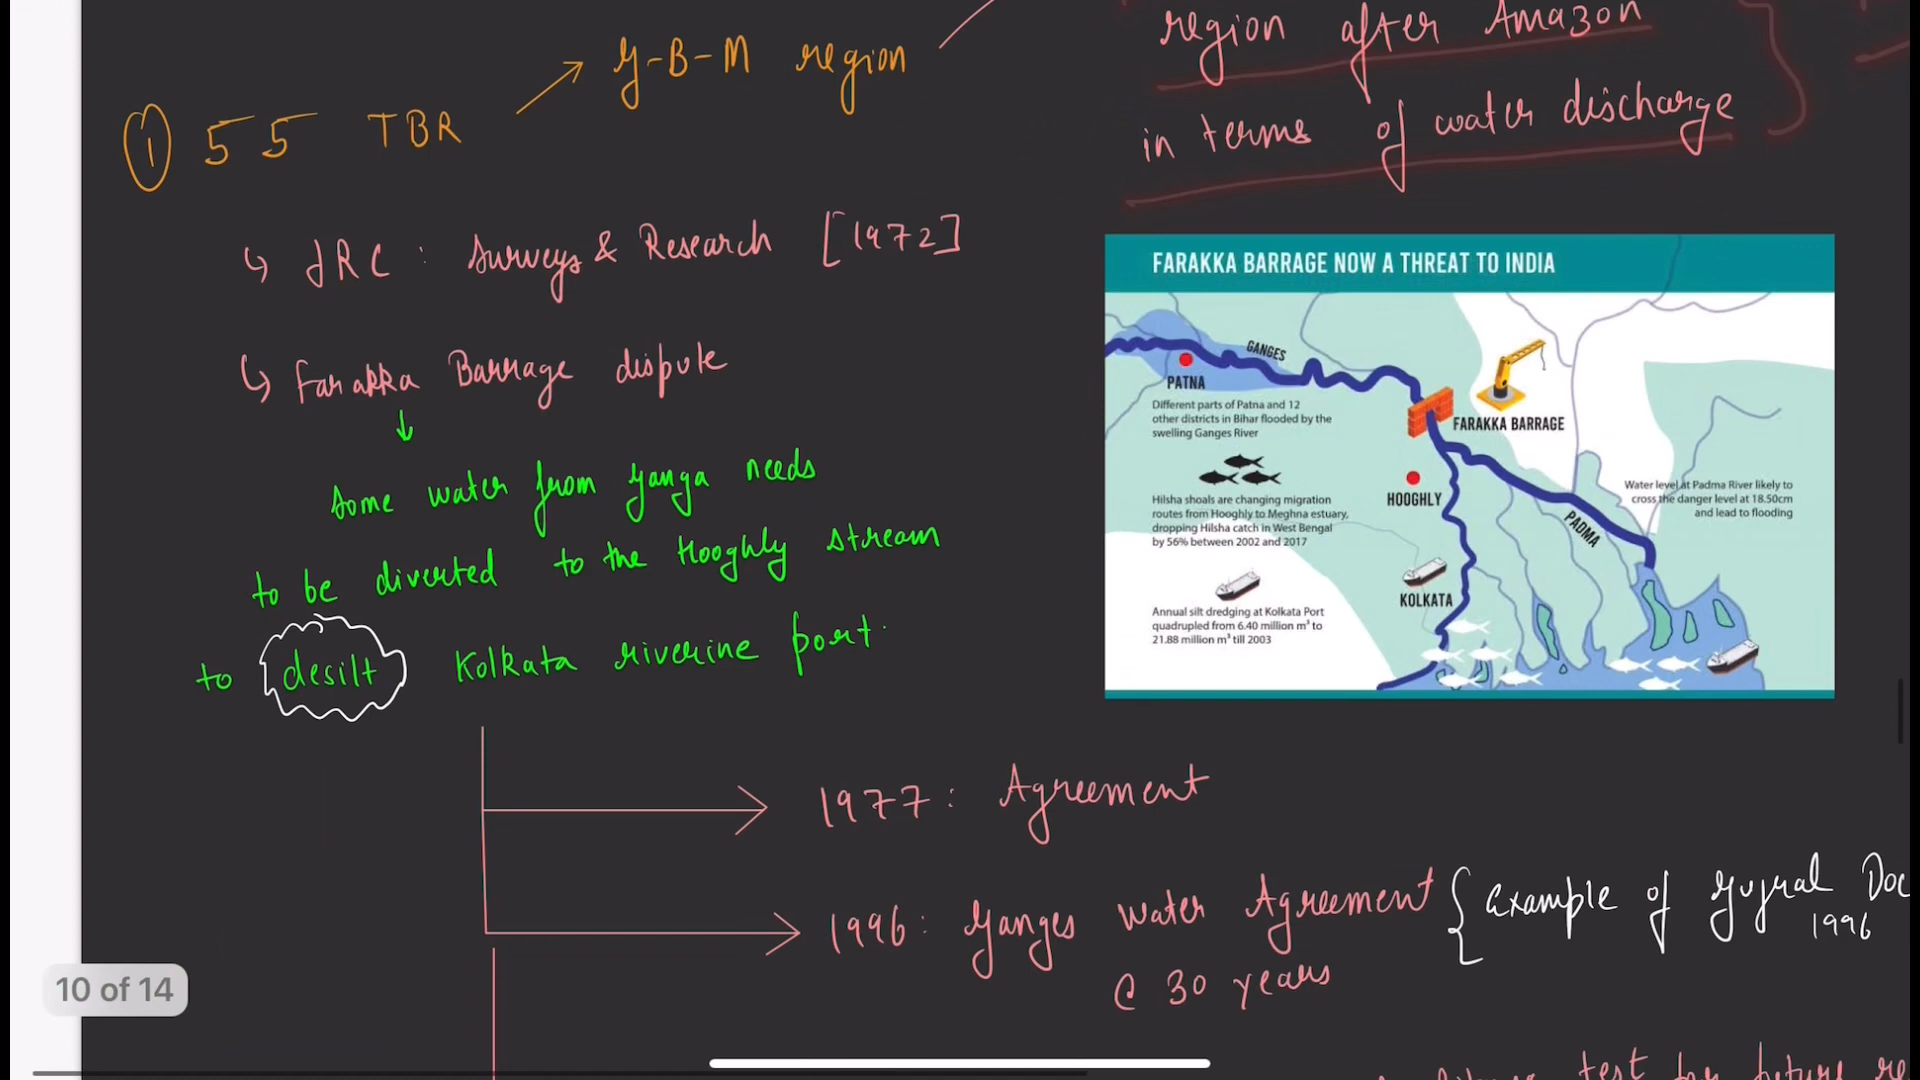 region after Amazon
G-B-M region
① 55 TBR
in terms of water discharge
↳ JRC : Surveys & Research [1972]
↳ Farakka Barrage dispute
↓
Some water from Ganga needs
to be diverted to the Hooghly stream
to desilt Kolkata riverine port.
FARAKKA BARRAGE NOW A THREAT TO INDIA
GANGES
PATNA
Different parts of Patna and 12
other districts in Bihar flooded by the
swelling Ganges River
FARAKKA BARRAGE
HOOGHLY
Hilsha shoals are changing migration
routes from Hooghly to Meghna estuary,
dropping Hilsha catch in West Bengal
by 56% between 2002 and 2017
Water level at Padma River likely to
cross the danger level at 18.50cm
and lead to flooding
PADMA
KOLKATA
Annual silt dredging at Kolkata Port
quadrupled from 6.40 million m³ to
21.88 million m³ till 2003
1977 : Agreement
1996 : Ganges Water Agreement { Example of Gujral Doc
1996
@ 30 years
10 of 14
test for future re